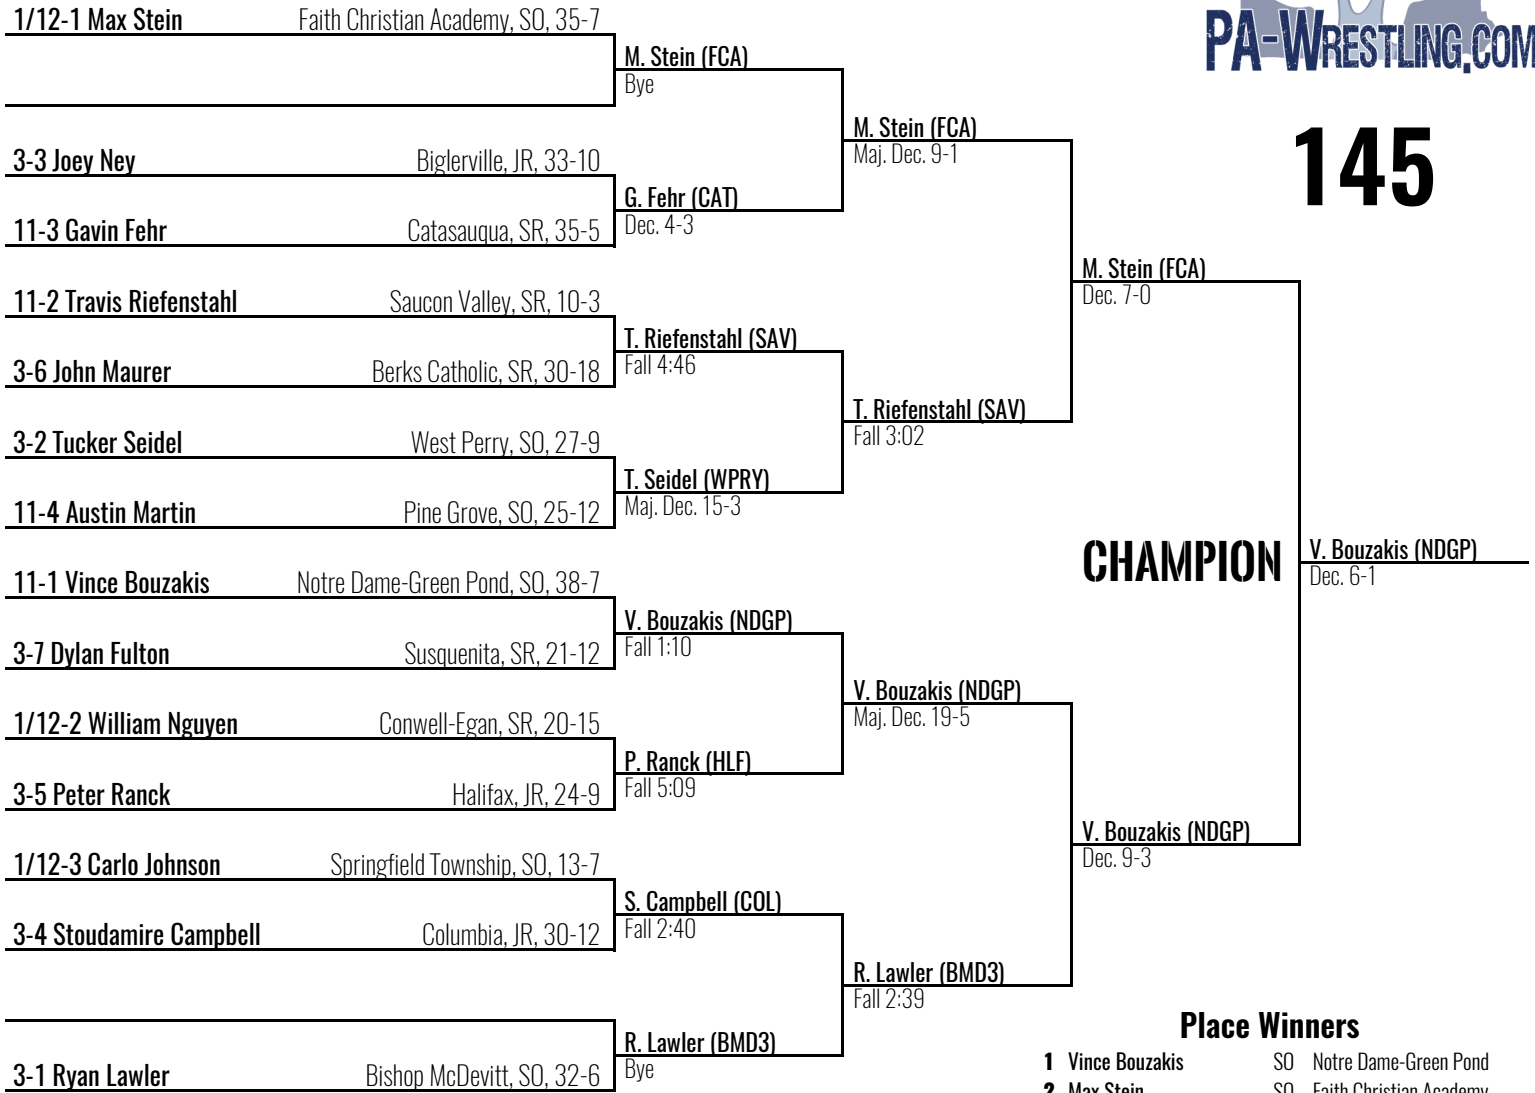 1/12-1 Max Stein Faith Christian Academy, SO, 35-7
M. Stein (FCA)
Bye
3-3 Joey Ney Biglerville, JR, 33-10
G. Fehr (CAT)
Dec. 4-3
11-3 Gavin Fehr Catasauqua, SR, 35-5
M. Stein (FCA)
Maj. Dec. 9-1
11-2 Travis Riefenstahl Saucon Valley, SR, 10-3
T. Riefenstahl (SAV)
Fall 4:46
3-6 John Maurer Berks Catholic, SR, 30-18
T. Riefenstahl (SAV)
Fall 3:02
3-2 Tucker Seidel West Perry, SO, 27-9
T. Seidel (WPRY)
Maj. Dec. 15-3
11-4 Austin Martin Pine Grove, SO, 25-12
M. Stein (FCA)
Dec. 7-0
11-1 Vince Bouzakis Notre Dame-Green Pond, SO, 38-7
V. Bouzakis (NDGP)
Fall 1:10
3-7 Dylan Fulton Susquenita, SR, 21-12
V. Bouzakis (NDGP)
Maj. Dec. 19-5
1/12-2 William Nguyen Conwell-Egan, SR, 20-15
P. Ranck (HLF)
Fall 5:09
3-5 Peter Ranck Halifax, JR, 24-9
1/12-3 Carlo Johnson Springfield Township, SO, 13-7
S. Campbell (COL)
Fall 2:40
3-4 Stoudamire Campbell Columbia, JR, 30-12
R. Lawler (BMD3)
Fall 2:39
R. Lawler (BMD3)
Bye
3-1 Ryan Lawler Bishop McDevitt, SO, 32-6
V. Bouzakis (NDGP)
Dec. 9-3
PA-WRESTLING.COM
145
CHAMPION
V. Bouzakis (NDGP)
Dec. 6-1
Place Winners
1 Vince Bouzakis SO Notre Dame-Green Pond
2 Max Stein SO Faith Christian Academy